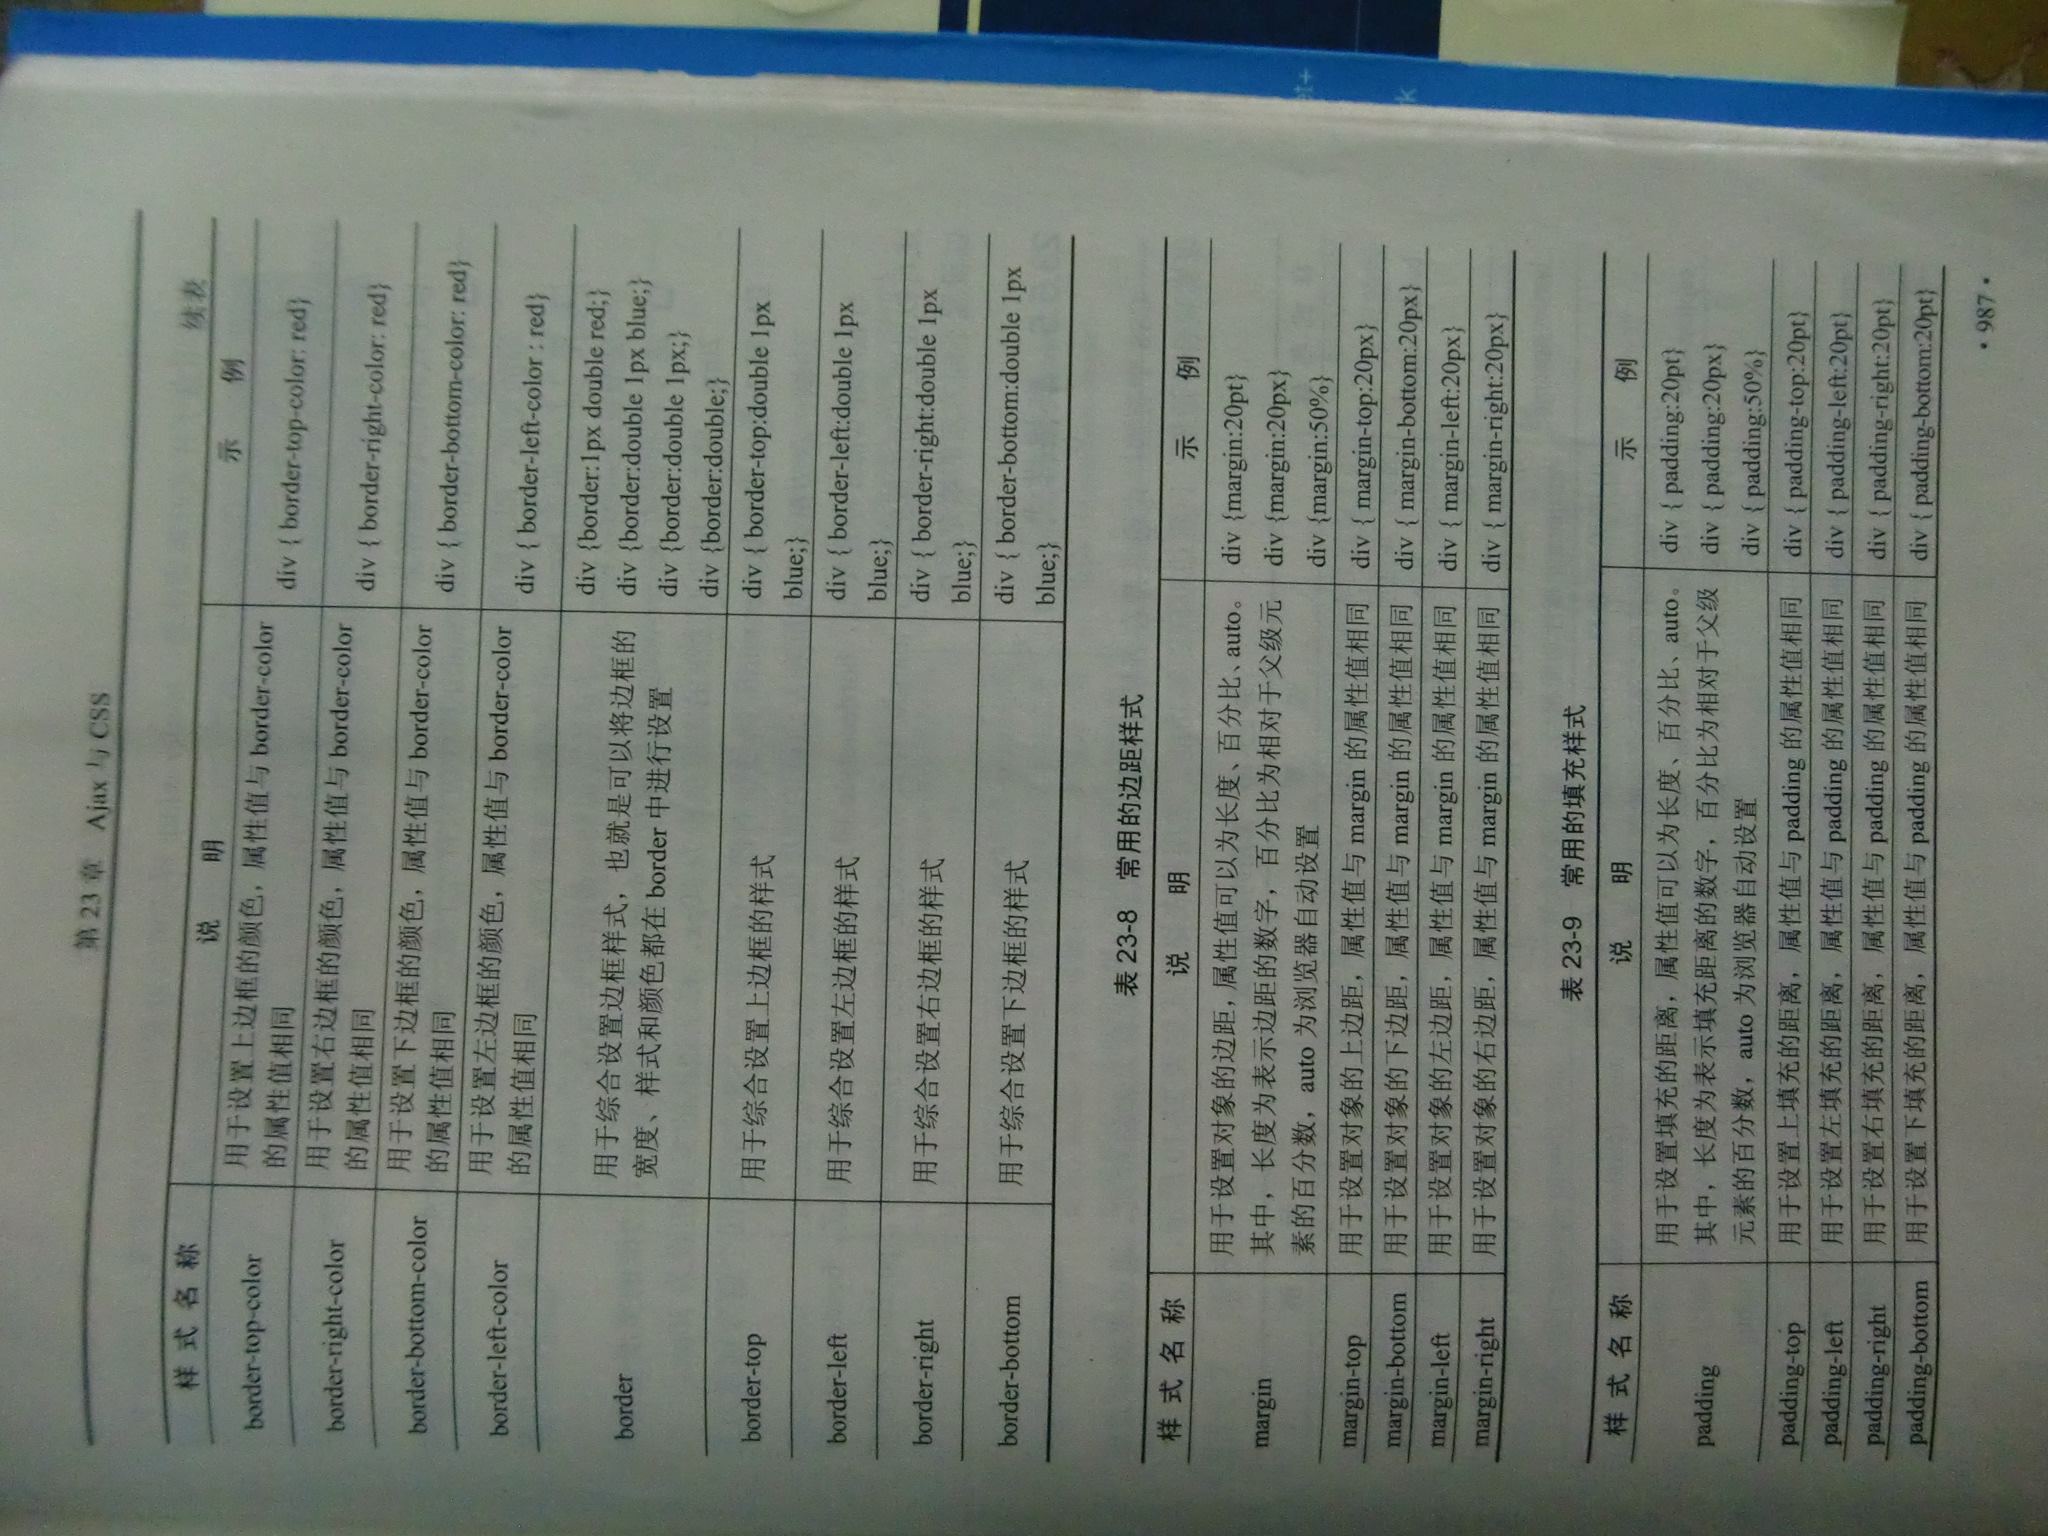 第 23 章 Ajax 与 CSS
续表
样 式 名 称 说 明 示 例
border-top-color 用于设置上边框的颜色，属性值与 border-color div { border-top-color: red}
的属性值相同
border-right-color 用于设置右边框的颜色，属性值与 border-color div { border-right-color: red}
的属性值相同
border-bottom-color 用于设置下边框的颜色，属性值与 border-color div { border-bottom-color: red}
的属性值相同
border-left-color 用于设置左边框的颜色，属性值与 border-color div { border-left-color : red}
的属性值相同
border 用于综合设置边框样式，也就是可以将边框的 div {border:1px double red;}
宽度、样式和颜色都在 border 中进行设置 div {border:double 1px blue;}
div {border:double 1px;}
div {border:double;}
border-top 用于综合设置上边框的样式 div { border-top:double 1px
blue;}
border-left 用于综合设置左边框的样式 div { border-left:double 1px
blue;}
border-right 用于综合设置右边框的样式 div { border-right:double 1px
blue;}
border-bottom 用于综合设置下边框的样式 div { border-bottom:double 1px
blue;}
表 23-8 常用的边距样式
样 式 名 称 说 明 示 例
margin 用于设置对象的边距，属性值可以为长度、百分比、auto。 div {margin:20pt}
其中，长度为表示边距的数字，百分比为相对于父级元 div {margin:20px}
素的百分数，auto 为浏览器自动设置 div {margin:50%}
margin-top 用于设置对象的上边距，属性值与 margin 的属性值相同 div { margin-top:20px}
margin-bottom 用于设置对象的下边距，属性值与 margin 的属性值相同 div { margin-bottom:20px}
margin-left 用于设置对象的左边距，属性值与 margin 的属性值相同 div { margin-left:20px}
margin-right 用于设置对象的右边距，属性值与 margin 的属性值相同 div { margin-right:20px}
表 23-9 常用的填充样式
样 式 名 称 说 明 示 例
padding 用于设置填充的距离，属性值可以为长度、百分比、auto。 div { padding:20pt}
其中，长度为表示填充距离的数字，百分比为相对于父级 div { padding:20px}
元素的百分数，auto 为浏览器自动设置 div { padding:50%}
padding-top 用于设置上填充的距离，属性值与 padding 的属性值相同 div { padding-top:20pt}
padding-left 用于设置左填充的距离，属性值与 padding 的属性值相同 div { padding-left:20pt}
padding-right 用于设置右填充的距离，属性值与 padding 的属性值相同 div { padding-right:20pt}
padding-bottom 用于设置下填充的距离，属性值与 padding 的属性值相同 div { padding-bottom:20pt}
• 987 •